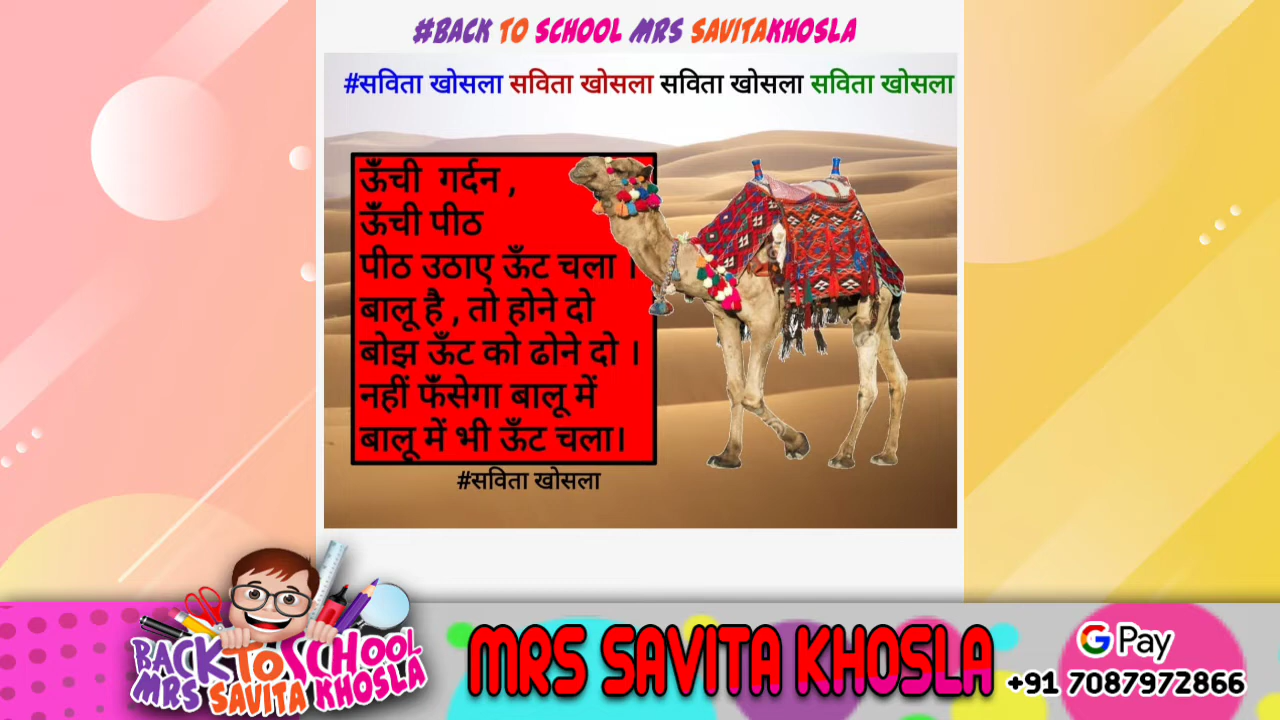 #BACK TO SCHOOL MRS SAVITAKHOSLA
#सविता खोसला सविता खोसला सविता खोसला सविता खोसला
ऊँची गर्दन ,
ऊँची पीठ
पीठ उठाए ऊँट चला ।
बालू है , तो होने दो
बोझ ऊँट को ढोने दो ।
नहीं फँसेगा बालू में
बालू में भी ऊँट चला।
#सविता खोसला
BACK TO SCHOOL
MRS SAVITA KHOSLA
MRS SAVITA KHOSLA
G Pay
+91 7087972866